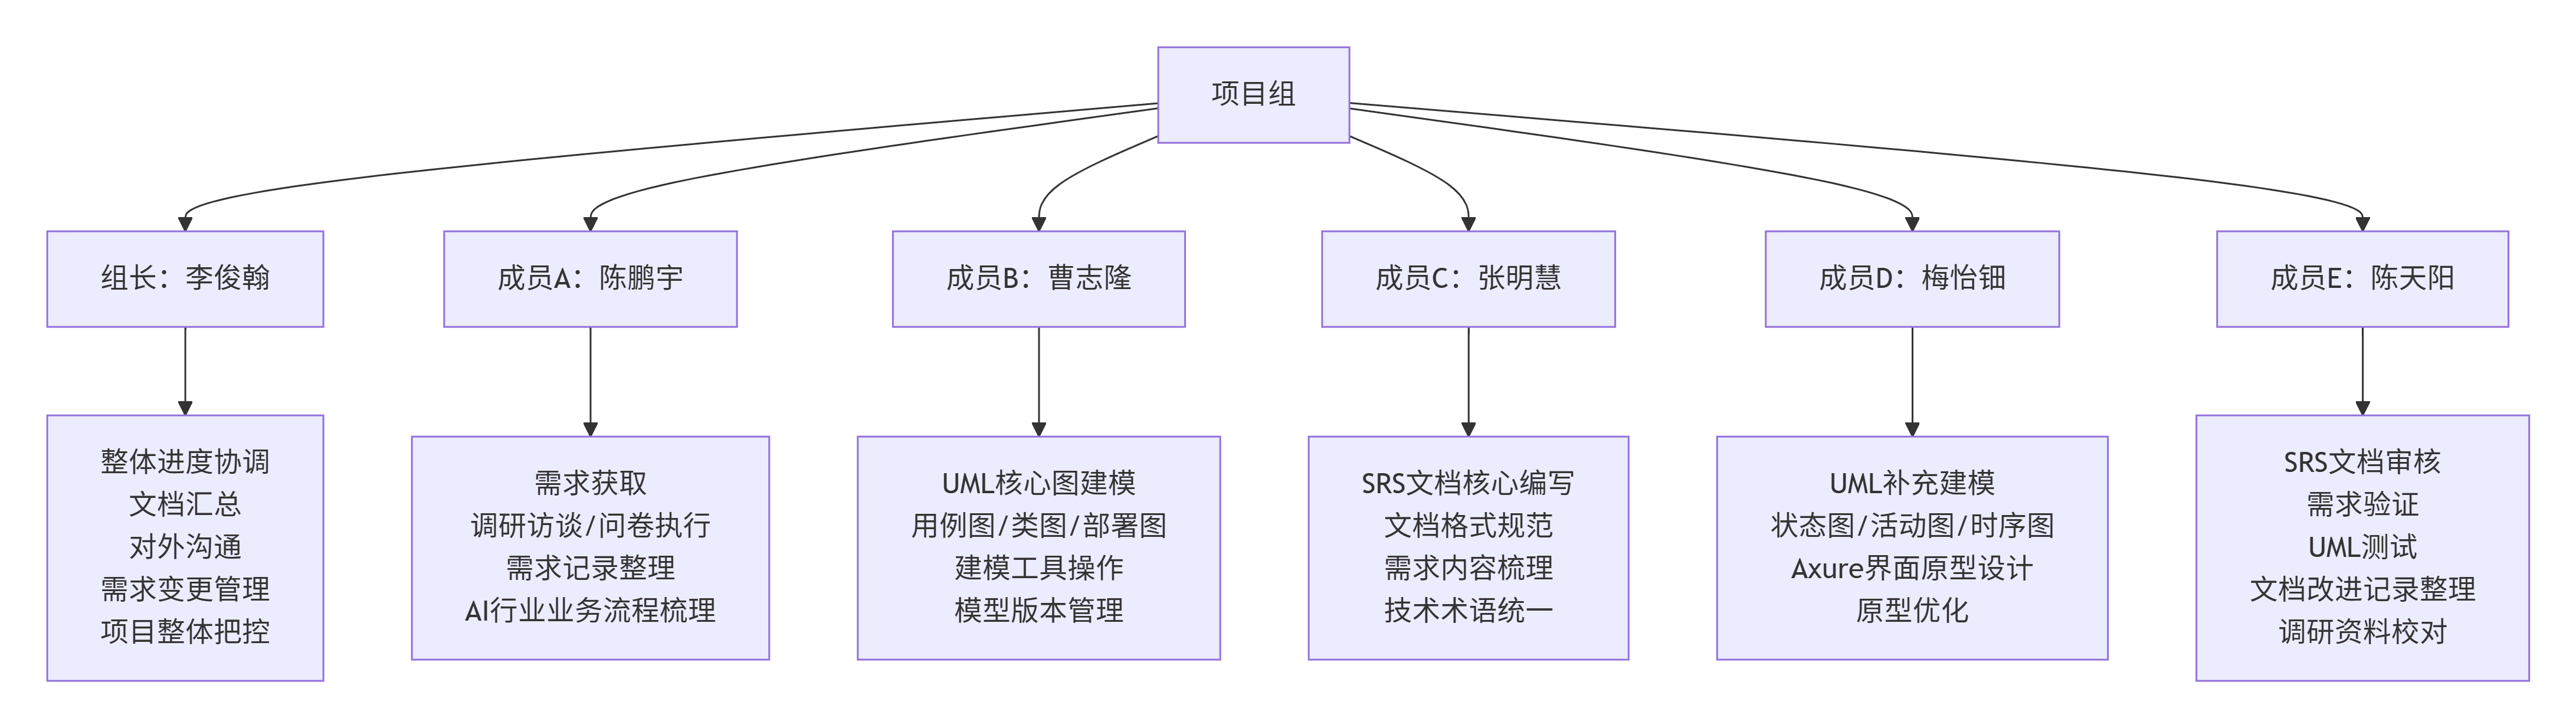 项目组
组长：李俊翰
成员A：陈鹏宇
成员B：曹志隆
成员C：张明慧
成员D：梅怡钿
成员E：陈天阳
整体进度协调
文档汇总
对外沟通
需求变更管理
项目整体把控
需求获取
调研访谈/问卷执行
需求记录整理
AI行业业务流程梳理
UML核心图建模
用例图/类图/部署图
建模工具操作
模型版本管理
SRS文档核心编写
文档格式规范
需求内容梳理
技术术语统一
UML补充建模
状态图/活动图/时序图
Axure界面原型设计
原型优化
SRS文档审核
需求验证
UML测试
文档改进记录整理
调研资料校对